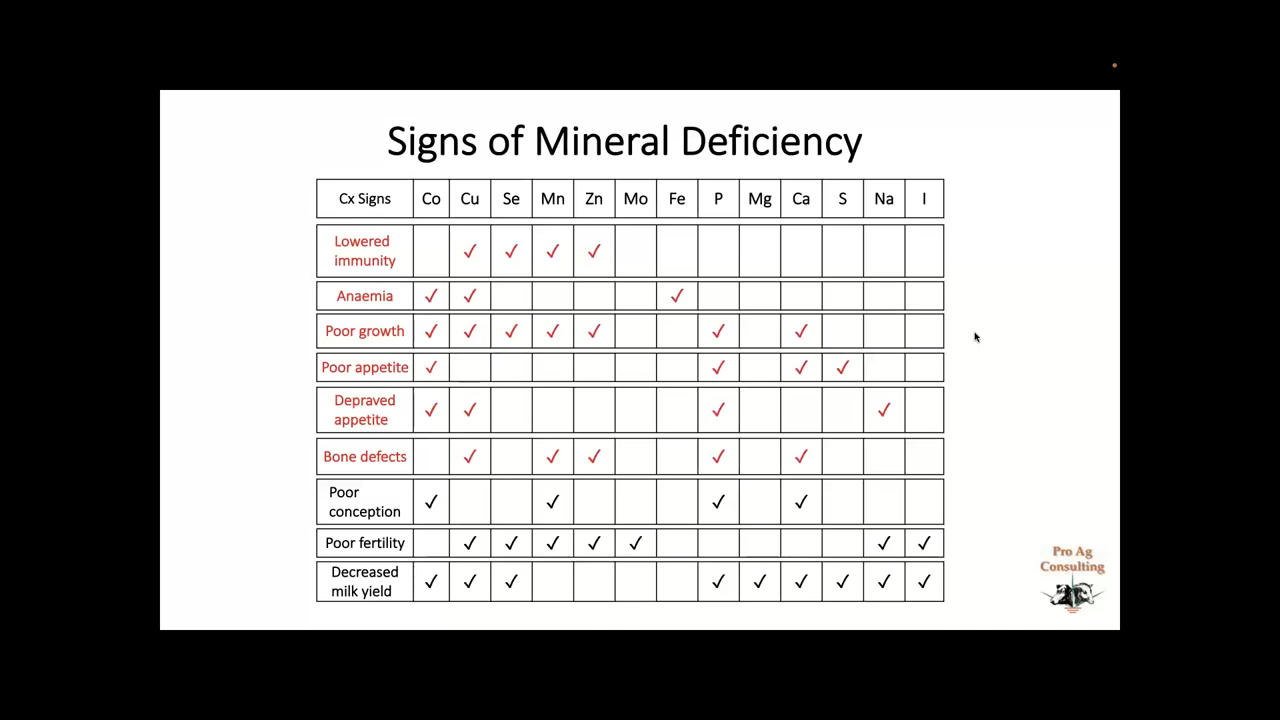 Signs of Mineral Deficiency
Cx Signs Co Cu Se Mn Zn Mo Fe P Mg Ca S Na I
Lowered
immunity ✓ ✓ ✓ ✓
Anaemia ✓ ✓ ✓
Poor growth ✓ ✓ ✓ ✓ ✓ ✓ ✓
Poor appetite ✓ ✓ ✓ ✓
Depraved
appetite ✓ ✓ ✓ ✓
Bone defects ✓ ✓ ✓ ✓ ✓
Poor
conception ✓ ✓ ✓ ✓
Poor fertility ✓ ✓ ✓ ✓ ✓ ✓ ✓
Decreased
milk yield ✓ ✓ ✓ ✓ ✓ ✓ ✓ ✓ ✓
Pro Ag
Consulting